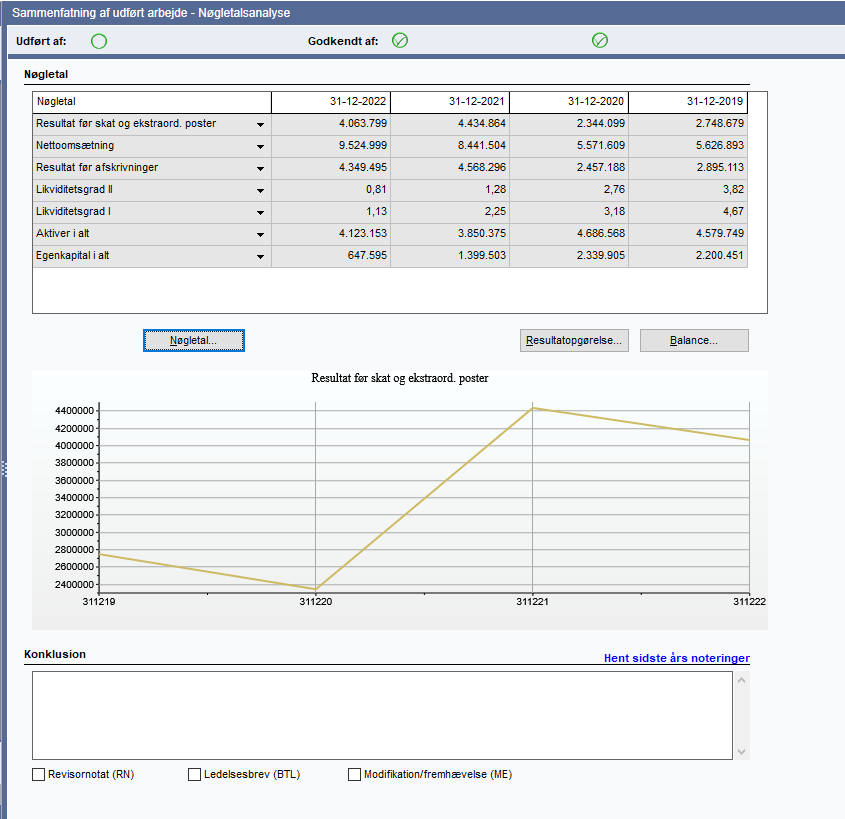 Sammenfatning af udført arbejde - Nøgletalsanalyse
Udført af: Godkendt af:
Nøgletal
Nøgletal 31-12-2022 31-12-2021 31-12-2020 31-12-2019
Resultat før skat og ekstraord. poster 4.063.799 4.434.864 2.344.099 2.748.679
Nettoomsætning 9.524.999 8.441.504 5.571.609 5.626.893
Resultat før afskrivninger 4.349.495 4.568.296 2.457.188 2.895.113
Likviditetsgrad II 0,81 1,28 2,76 3,82
Likviditetsgrad I 1,13 2,25 3,18 4,67
Aktiver i alt 4.123.153 3.850.375 4.686.568 4.579.749
Egenkapital i alt 647.595 1.399.503 2.339.905 2.200.451
Nøgletal... Resultatopgørelse... Balance...
Resultat før skat og ekstraord. poster
4400000
4200000
4000000
3800000
3600000
3400000
3200000
3000000
2800000
2600000
2400000
311219 311220 311221 311222
Konklusion Hent sidste års noteringer
Revisornotat (RN) Ledelsesbrev (BTL) Modifikation/fremhævelse (ME)